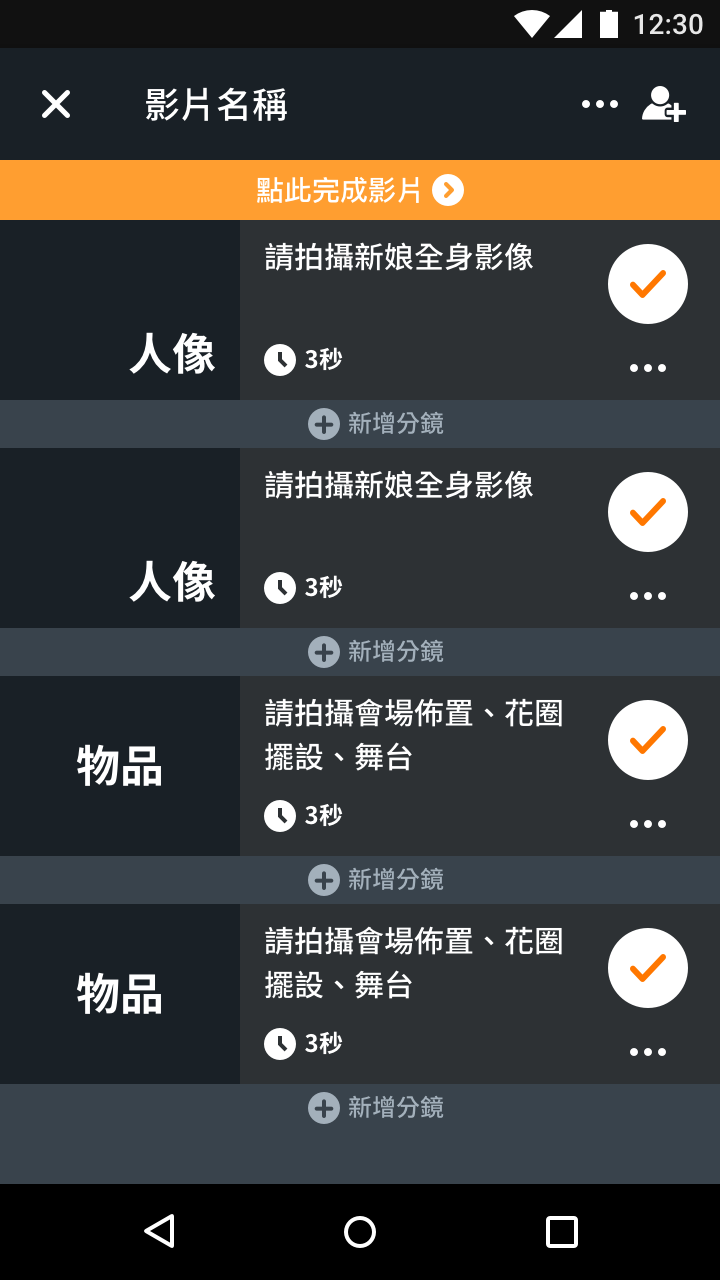 12:30
影片名稱
點此完成影片
請拍攝新娘全身影像
人像
3秒
新增分鏡
請拍攝新娘全身影像
人像
3秒
新增分鏡
請拍攝會場佈置、花圈
擺設、舞台
物品
3秒
新增分鏡
請拍攝會場佈置、花圈
擺設、舞台
物品
3秒
新增分鏡